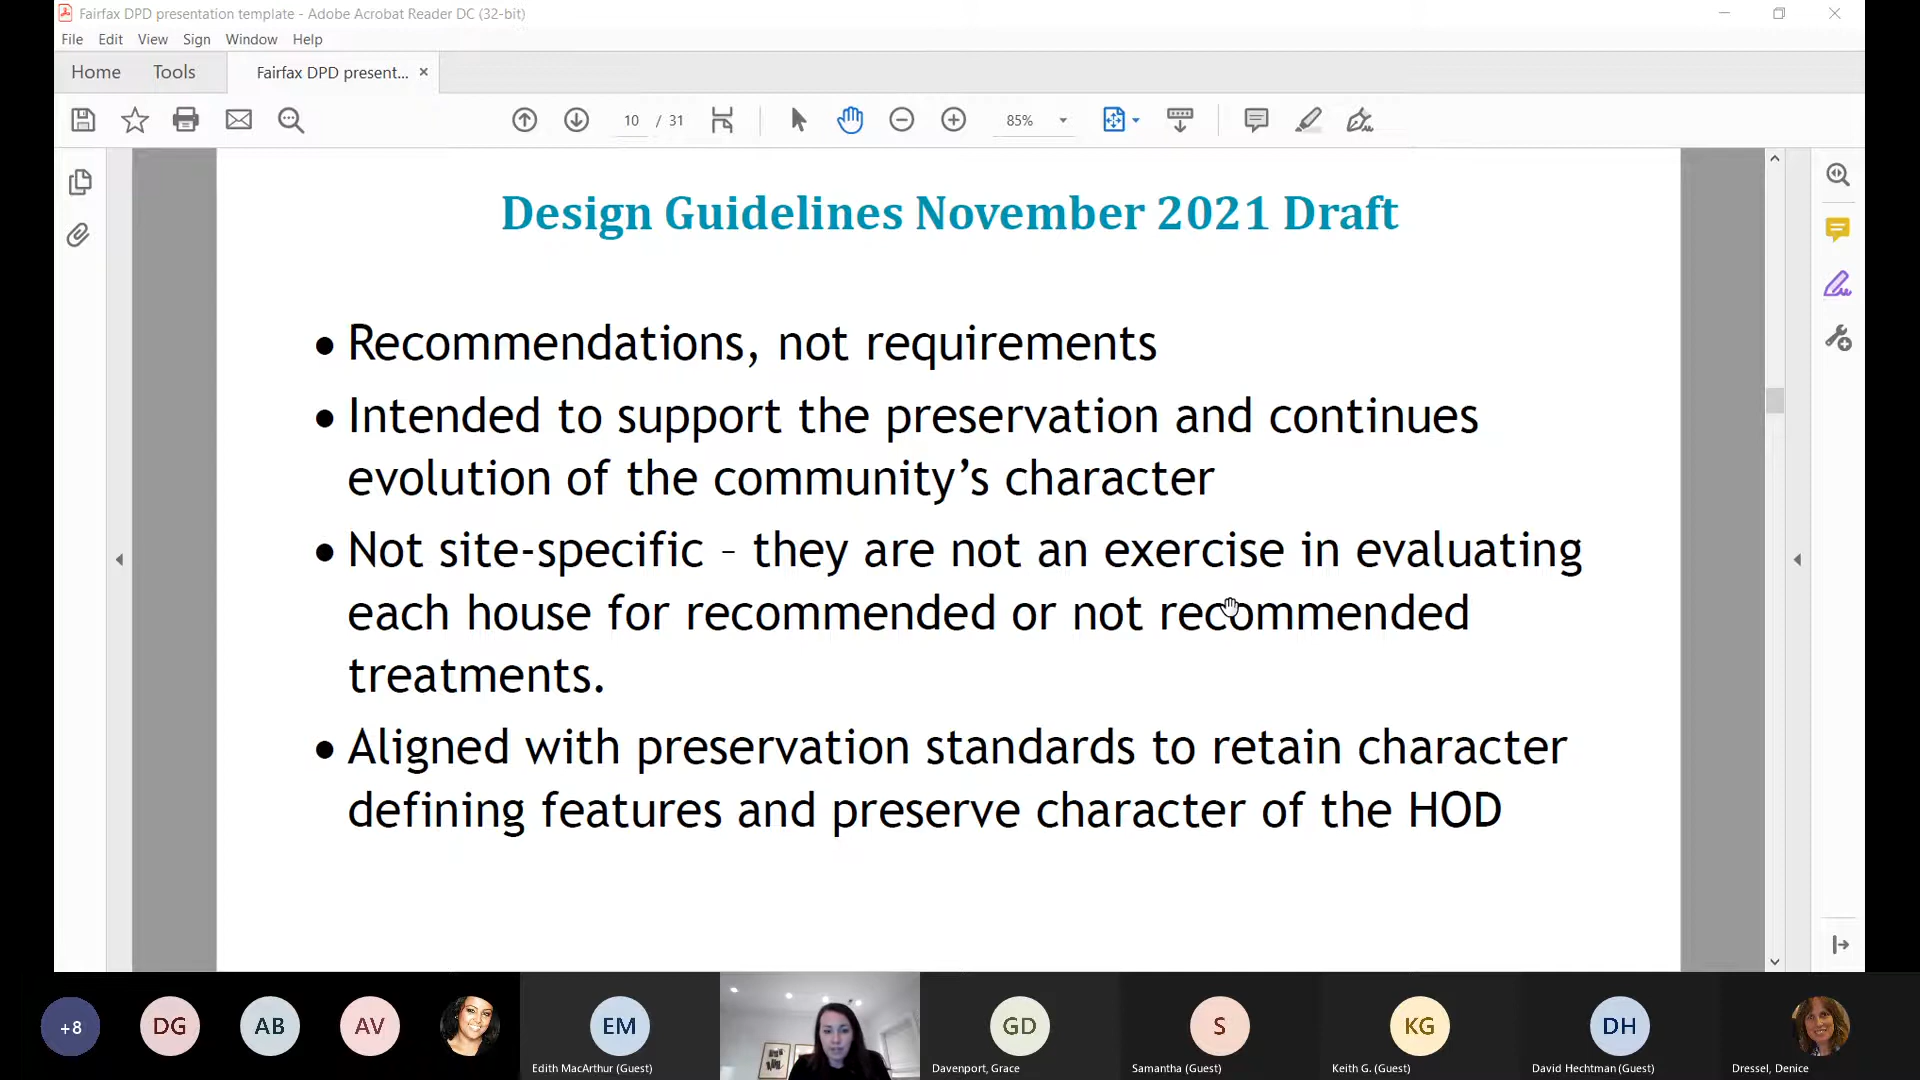 Fairfax DPD presentation template - Adobe Acrobat Reader DC (32-bit)
File Edit View Sign Window Help
Home Tools Fairfax DPD present... ×
10 / 31 85%
Design Guidelines November 2021 Draft
• Recommendations, not requirements
• Intended to support the preservation and continues
evolution of the community’s character
• Not site-specific – they are not an exercise in evaluating
each house for recommended or not recommended
treatments.
• Aligned with preservation standards to retain character
defining features and preserve character of the HOD
+8 DG AB AV EM GD S KG DH
Edith MacArthur (Guest) Davenport, Grace Samantha (Guest) Keith G. (Guest) David Hechtman (Guest) Dressel, Denice